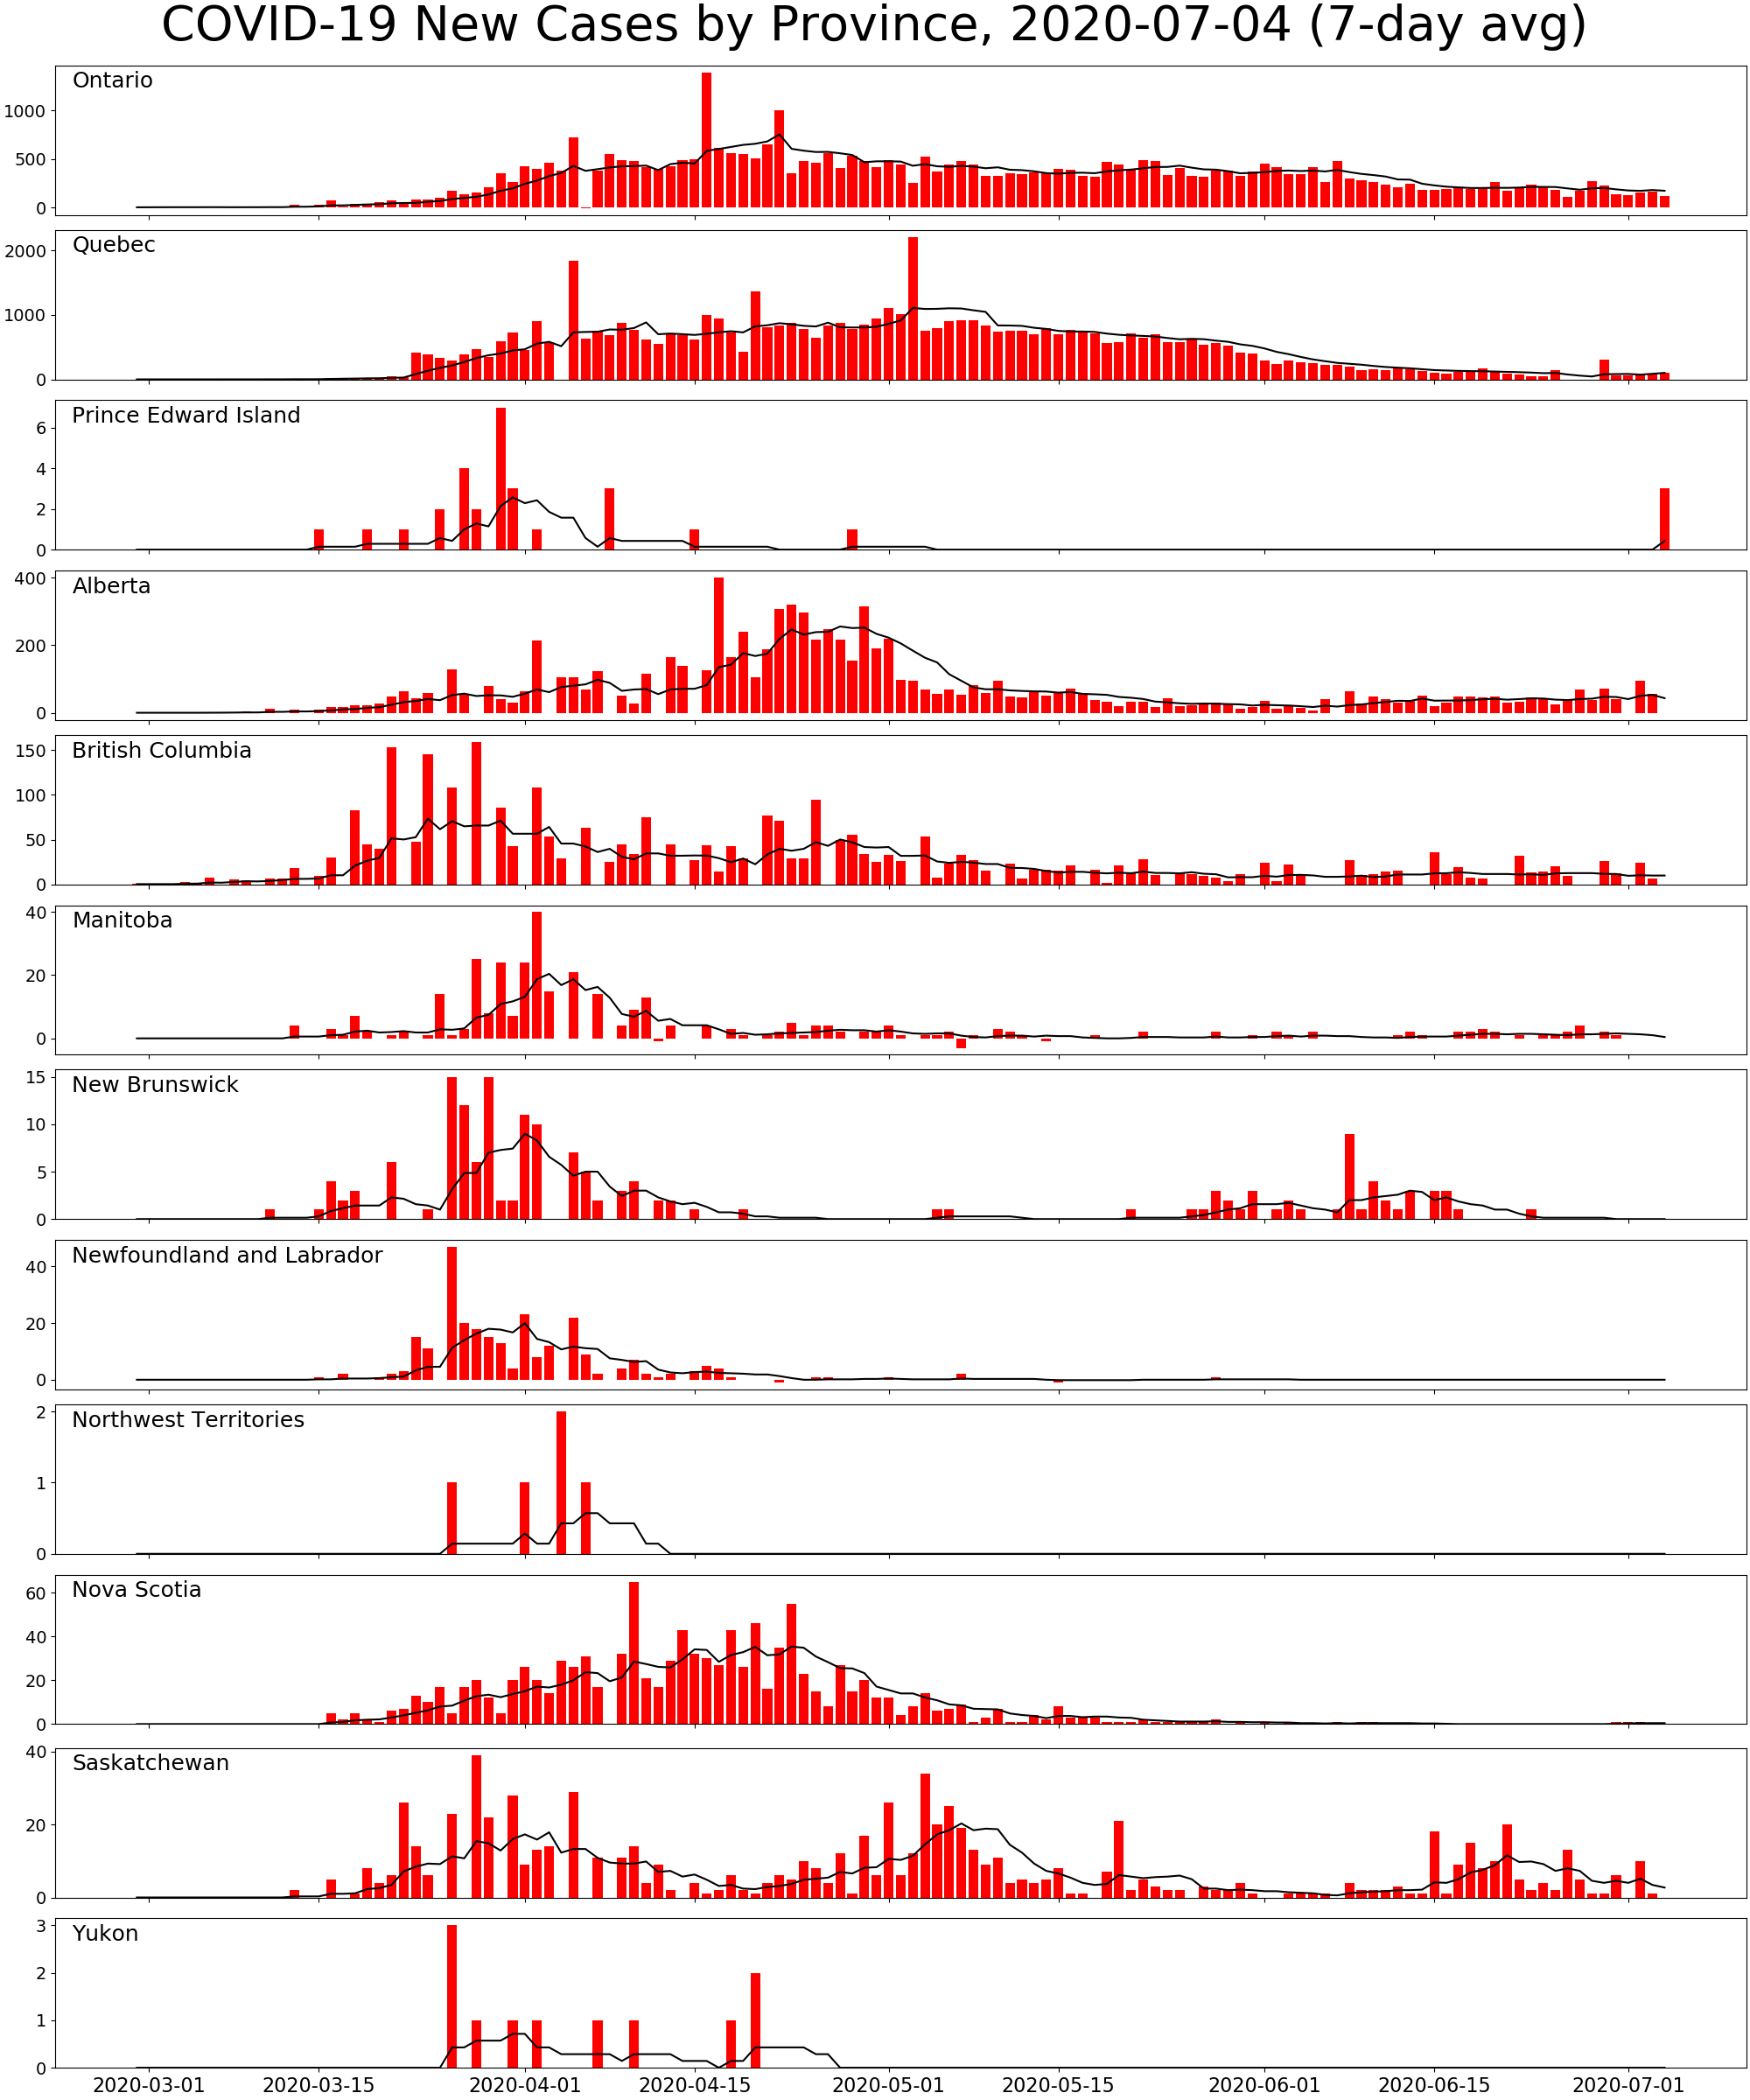 COVID-19 New Cases by Province, 2020-07-04 (7-day avg)
Ontario
1000
500
0
Quebec
2000
1000
0
Prince Edward Island
6
4
2
0
Alberta
400
200
0
British Columbia
150
100
50
0
Manitoba
40
20
0
New Brunswick
15
10
5
0
Newfoundland and Labrador
40
20
0
Northwest Territories
2
1
0
Nova Scotia
60
40
20
0
Saskatchewan
40
20
0
Yukon
3
2
1
0
2020-03-01 2020-03-15 2020-04-01 2020-04-15 2020-05-01 2020-05-15 2020-06-01 2020-06-15 2020-07-01